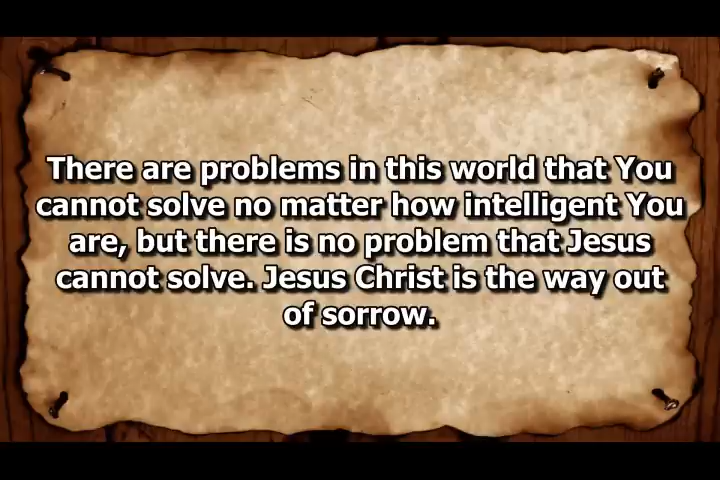 There are problems in this world that You
cannot solve no matter how intelligent You
are, but there is no problem that Jesus
cannot solve. Jesus Christ is the way out
of sorrow.